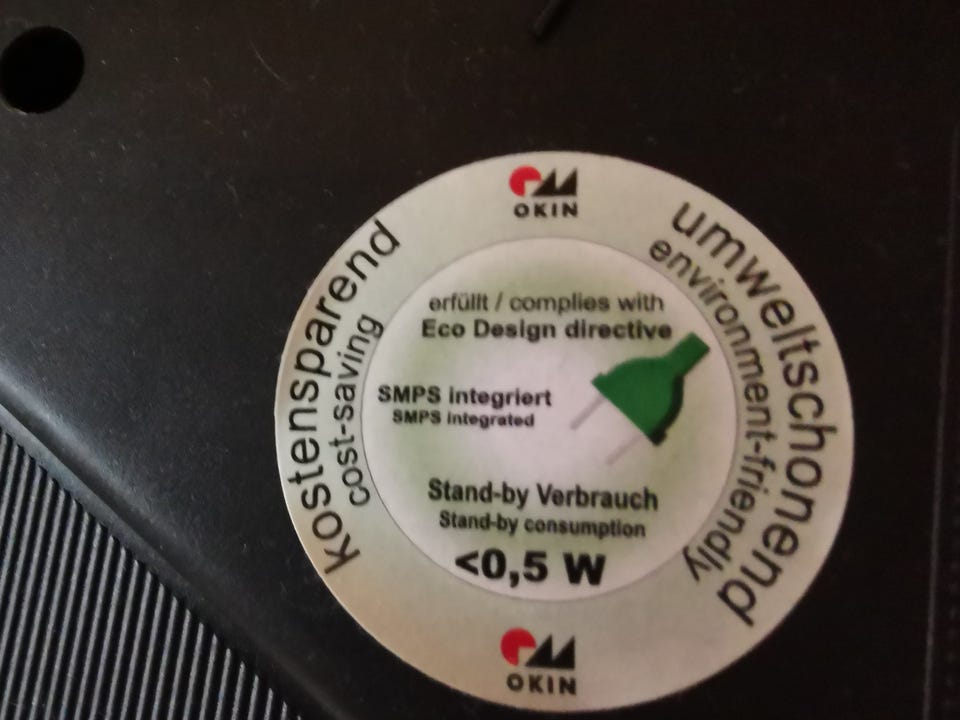 OKIN
kostensparend
cost-saving
umweltschonend
environment-friendly
erfüllt / complies with
Eco Design directive
SMPS integriert
SMPS integrated
Stand-by Verbrauch
Stand-by consumption
<0,5 W
OKIN